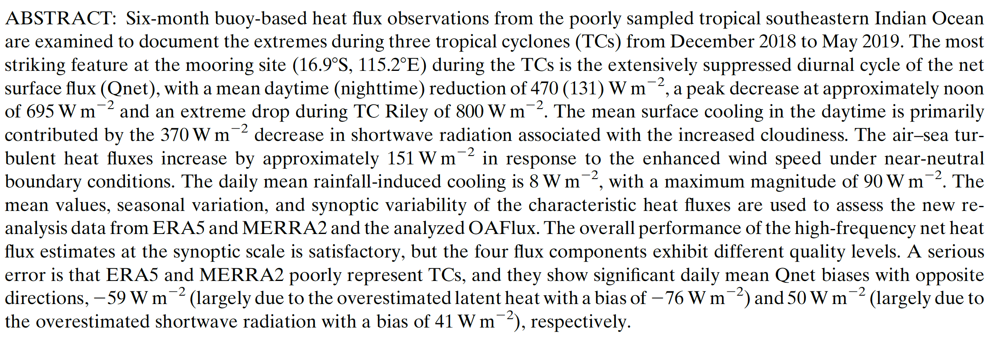 ABSTRACT: Six-month buoy-based heat flux observations from the poorly sampled tropical southeastern Indian Ocean
are examined to document the extremes during three tropical cyclones (TCs) from December 2018 to May 2019. The most
striking feature at the mooring site (16.9°S, 115.2°E) during the TCs is the extensively suppressed diurnal cycle of the net
surface flux (Qnet), with a mean daytime (nighttime) reduction of 470 (131) W m⁻², a peak decrease at approximately noon
of 695 W m⁻² and an extreme drop during TC Riley of 800 W m⁻². The mean surface cooling in the daytime is primarily
contributed by the 370 W m⁻² decrease in shortwave radiation associated with the increased cloudiness. The air–sea tur-
bulent heat fluxes increase by approximately 151 W m⁻² in response to the enhanced wind speed under near-neutral
boundary conditions. The daily mean rainfall-induced cooling is 8 W m⁻², with a maximum magnitude of 90 W m⁻². The
mean values, seasonal variation, and synoptic variability of the characteristic heat fluxes are used to assess the new re-
analysis data from ERA5 and MERRA2 and the analyzed OAFlux. The overall performance of the high-frequency net heat
flux estimates at the synoptic scale is satisfactory, but the four flux components exhibit different quality levels. A serious
error is that ERA5 and MERRA2 poorly represent TCs, and they show significant daily mean Qnet biases with opposite
directions, −59 W m⁻² (largely due to the overestimated latent heat with a bias of −76 W m⁻²) and 50 W m⁻² (largely due to
the overestimated shortwave radiation with a bias of 41 W m⁻²), respectively.